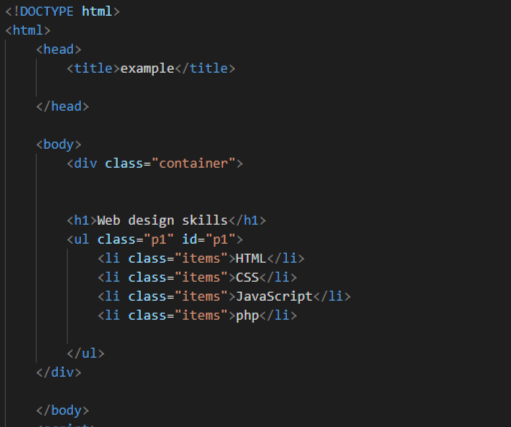 <!DOCTYPE html>
<html>
<head>
<title>example</title>
</head>
<body>
<div class="container">
<h1>Web design skills</h1>
<ul class="p1" id="p1">
<li class="items">HTML</li>
<li class="items">CSS</li>
<li class="items">JavaScript</li>
<li class="items">php</li>
</ul>
</div>
</body>